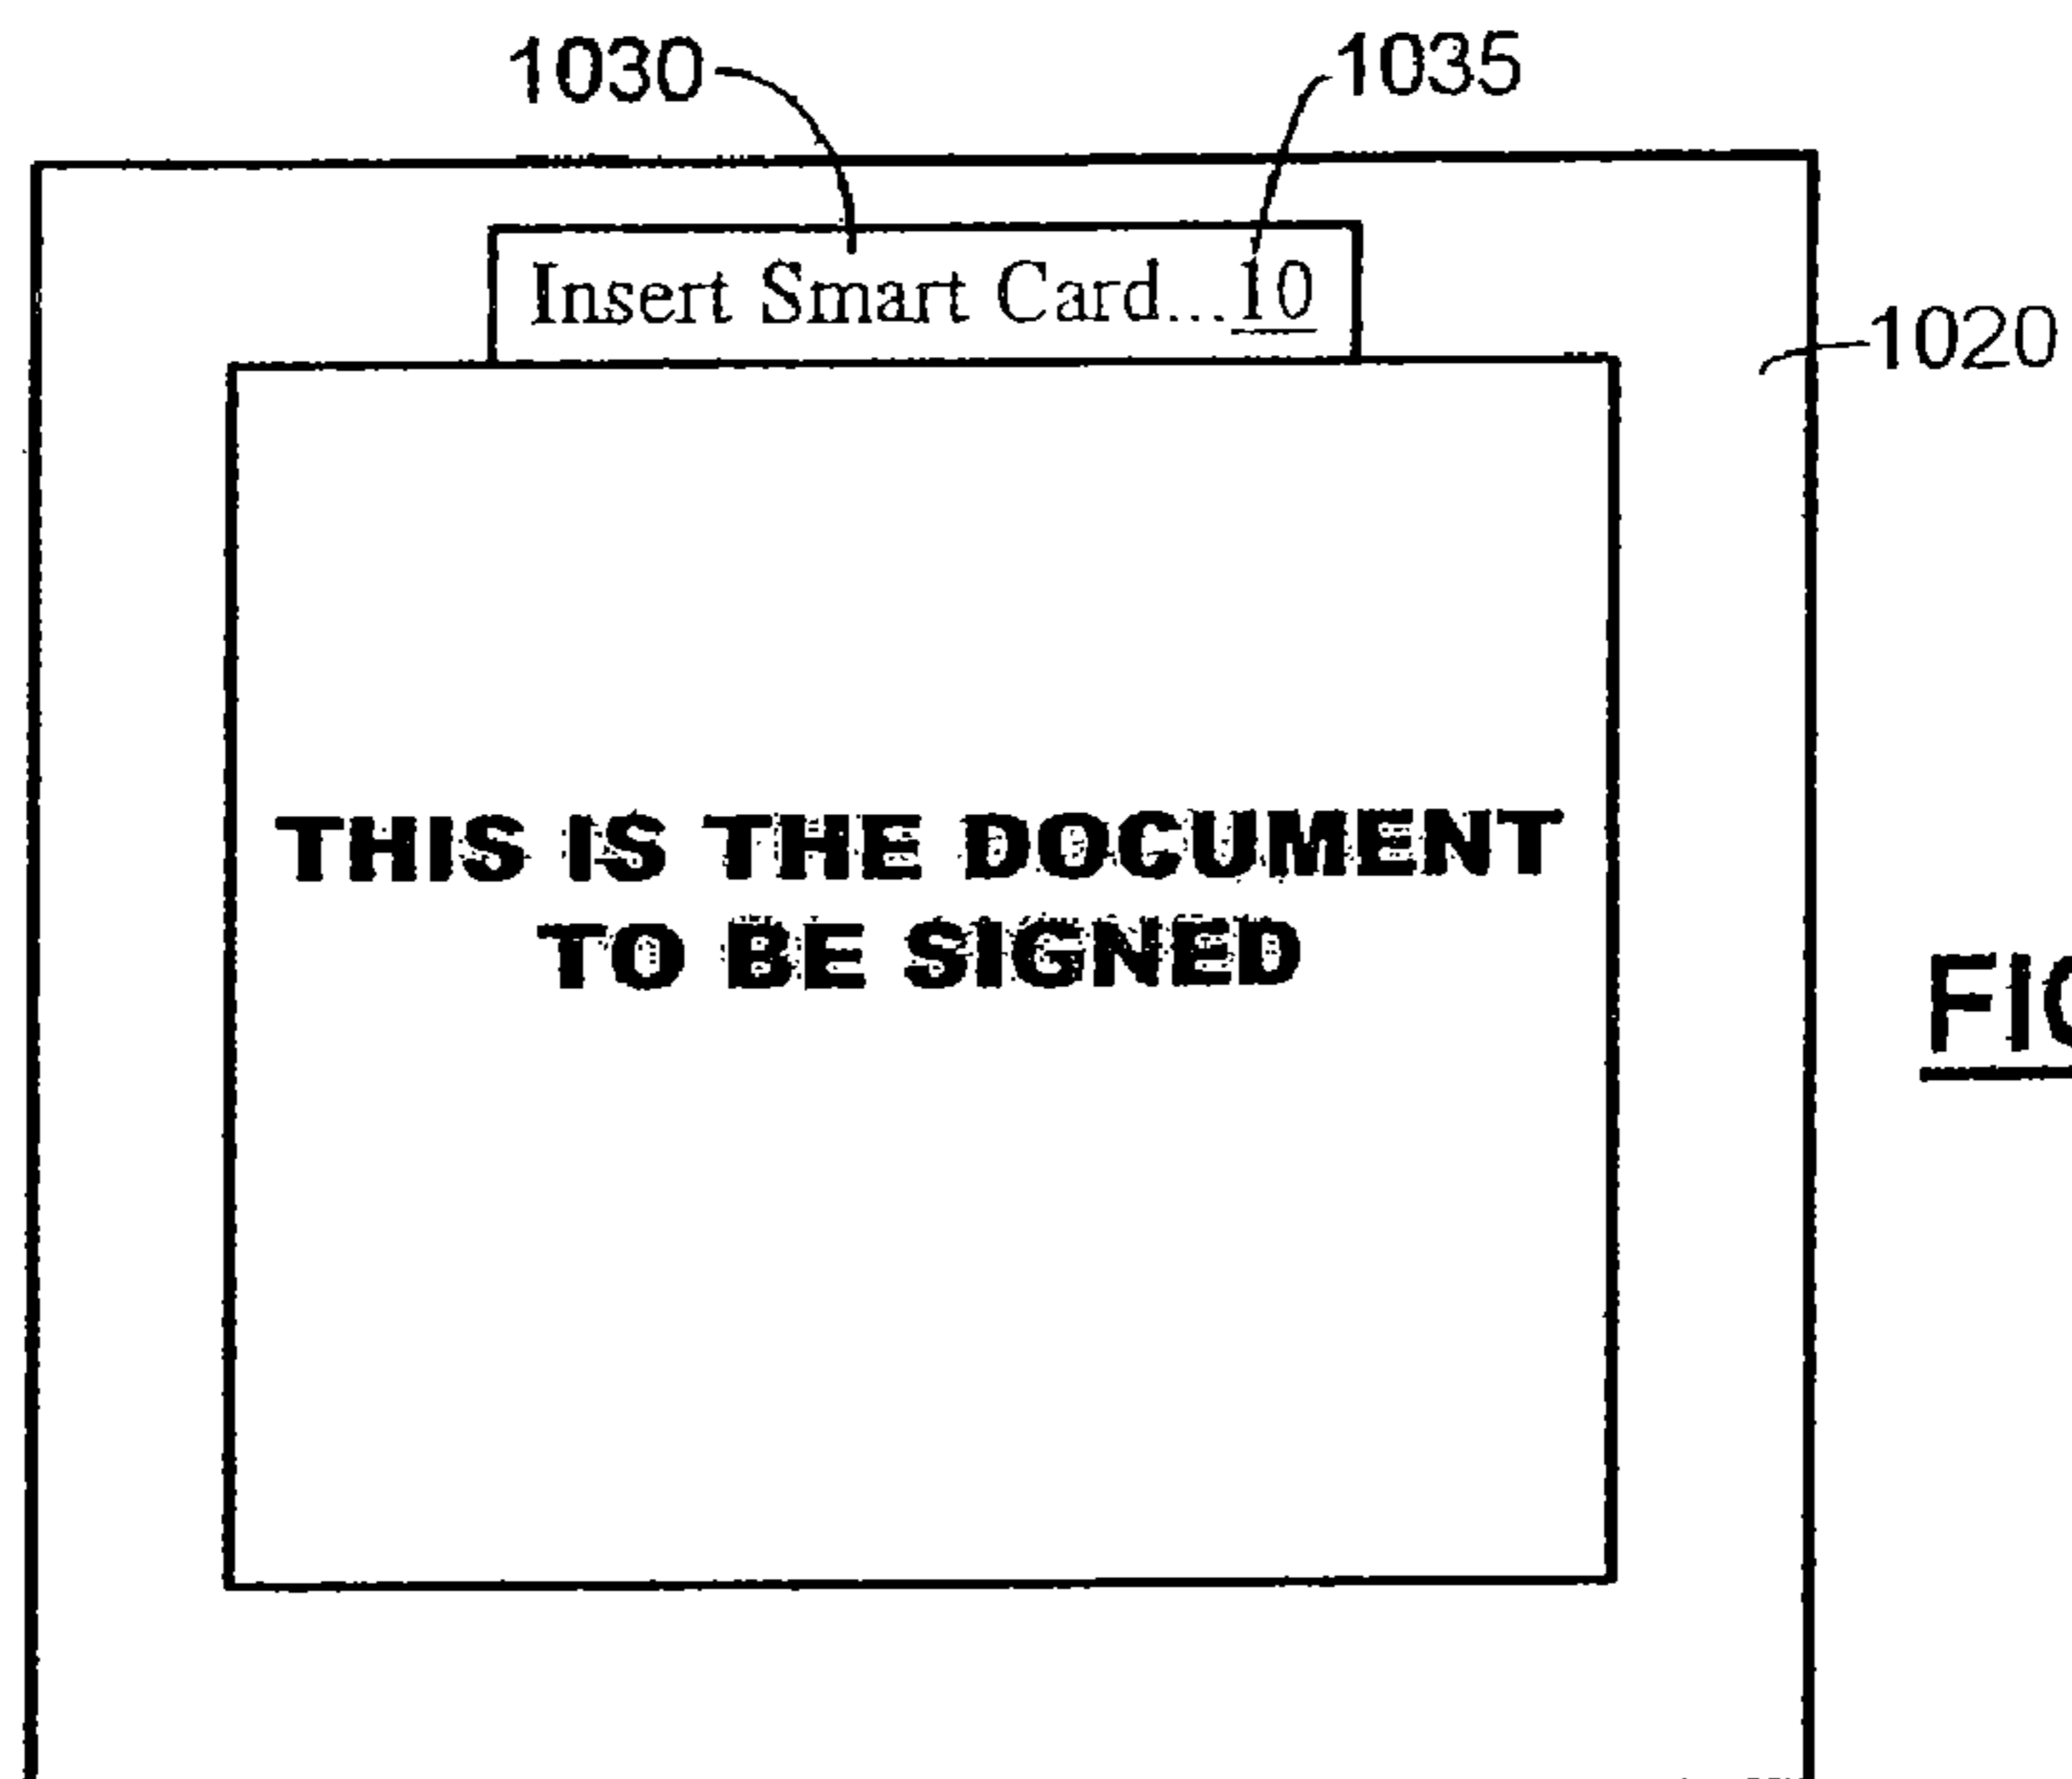 1030 1035
Insert Smart Card...10
1020
THIS IS THE DOCUMENT
TO BE SIGNED